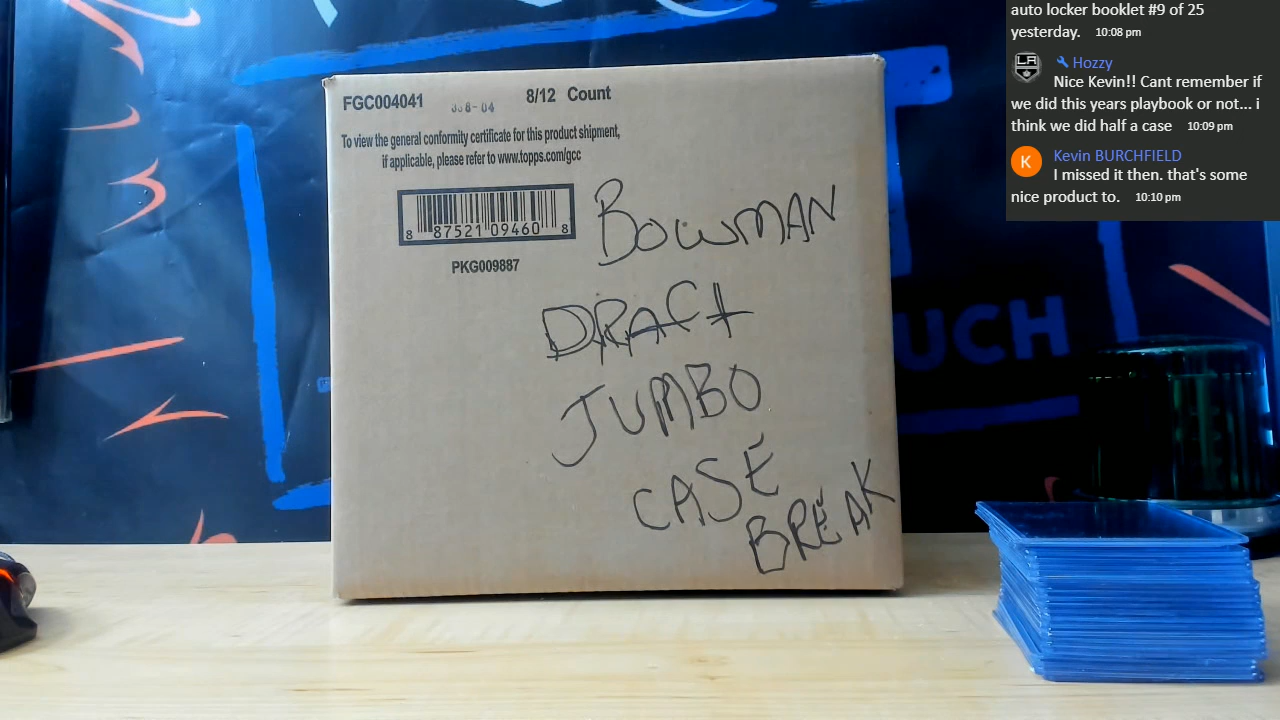 FGC004041
8/12 Count
To view the general conformity certificate for this product shipment,
if applicable, please refer to www.topps.com/gcc
8 87521 09460 8
PKG009887
BOWMAN
DRAFT
JUMBO
CASE
BREAK
UCH
auto locker booklet #9 of 25
yesterday. 10:08 pm
Hozzy
Nice Kevin!! Cant remember if
we did this years playbook or not... i
think we did half a case 10:09 pm
K Kevin BURCHFIELD
I missed it then. that's some
nice product to. 10:10 pm
LA